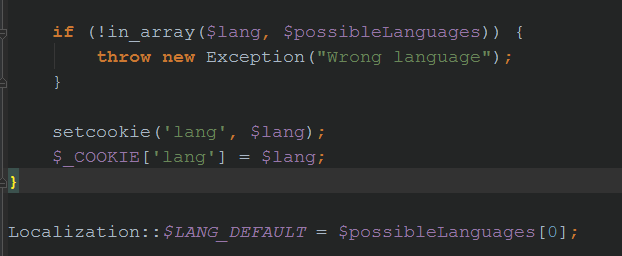 if (!in_array($lang, $possibleLanguages)) {
throw new Exception("Wrong language");
}
setcookie('lang', $lang);
$_COOKIE['lang'] = $lang;
}
Localization::$LANG_DEFAULT = $possibleLanguages[0];